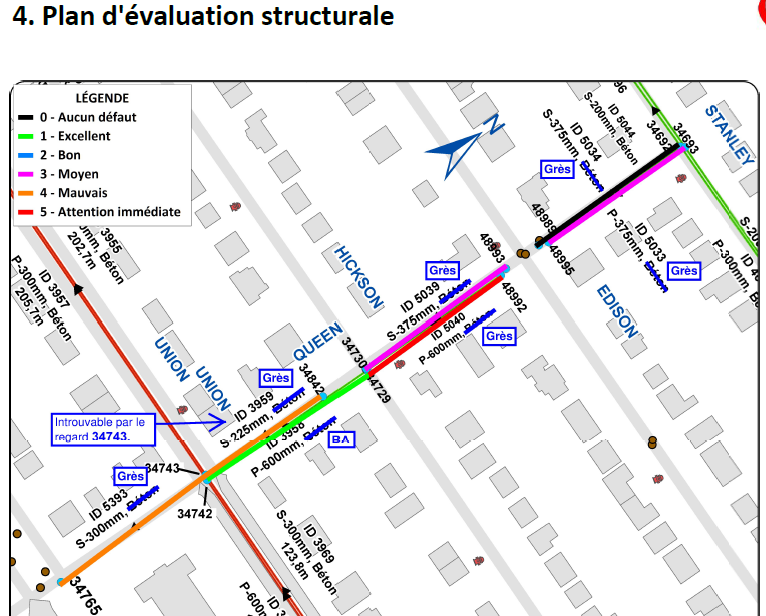 4. Plan d'évaluation structurale
LÉGENDE
0 - Aucun défaut
1 - Excellent
2 - Bon
3 - Moyen
4 - Mauvais
5 - Attention immédiate
N
STANLEY
34693
ID 5044
S-200mm, Béton
ID 5034
S-375mm, Béton
Grès
48995
P-375mm, Béton
ID 5033
Grès
P-300mm,
EDISON
48993
48992
Grès
ID 5039
S-375mm, Béton
ID 5040
P-600mm, Béton
Grès
HICKSON
QUEEN
34730
34729
34842
Grès
ID 3959
S-225mm, Béton
ID 3958
P-600mm, Béton
BA
UNION
UNION
3955
202,7m
ID 3957
P-300mm, Béton
205,7m
Introuvable par le
regard 34743.
34743
34742
Grès
ID 5393
S-300mm, Béton
34765
ID 3969
S-300mm, Béton
123,8m